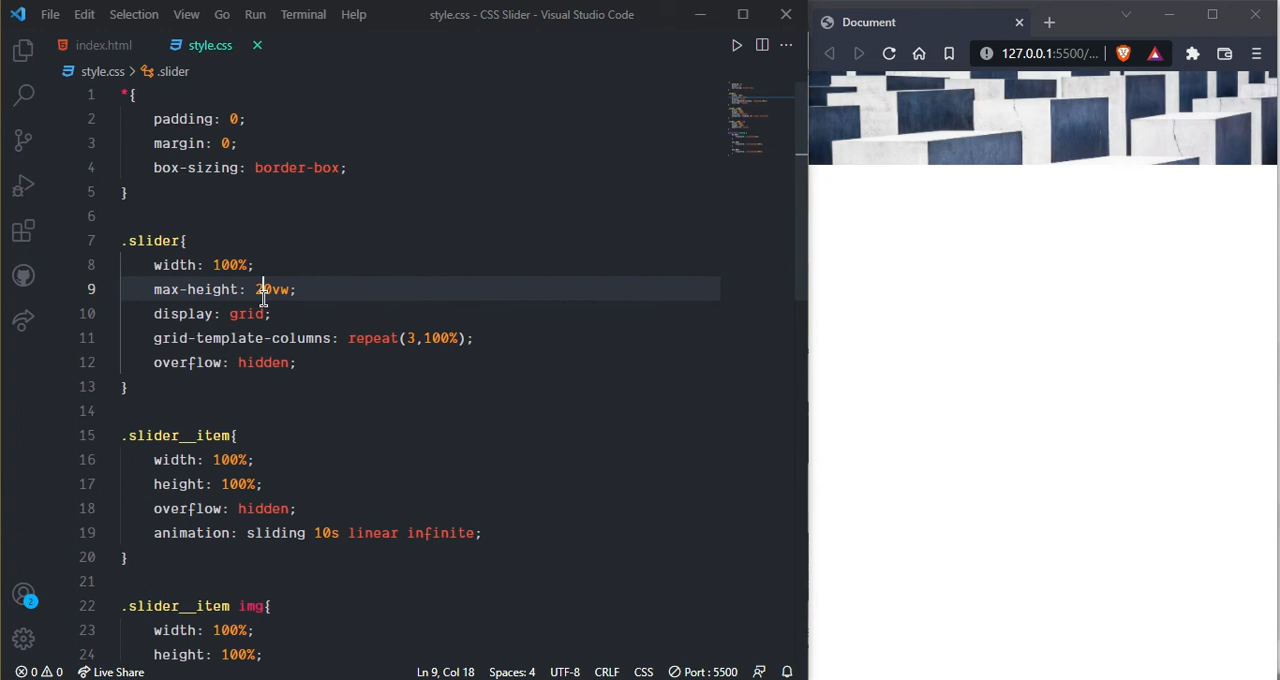 File Edit Selection View Go Run Terminal Help style.css - CSS Slider - Visual Studio Code
index.html style.css
style.css > .slider
1 *{
2 padding: 0;
3 margin: 0;
4 box-sizing: border-box;
5 }
6
7 .slider{
8 width: 100%;
9 max-height: 20vw;
10 display: grid;
11 grid-template-columns: repeat(3,100%);
12 overflow: hidden;
13 }
14
15 .slider__item{
16 width: 100%;
17 height: 100%;
18 overflow: hidden;
19 animation: sliding 10s linear infinite;
20 }
21
22 .slider__item img{
23 width: 100%;
24 height: 100%;
2
0 0 Live Share Ln 9, Col 18 Spaces: 4 UTF-8 CRLF CSS Port : 5500
Document
127.0.0.1:5500/...